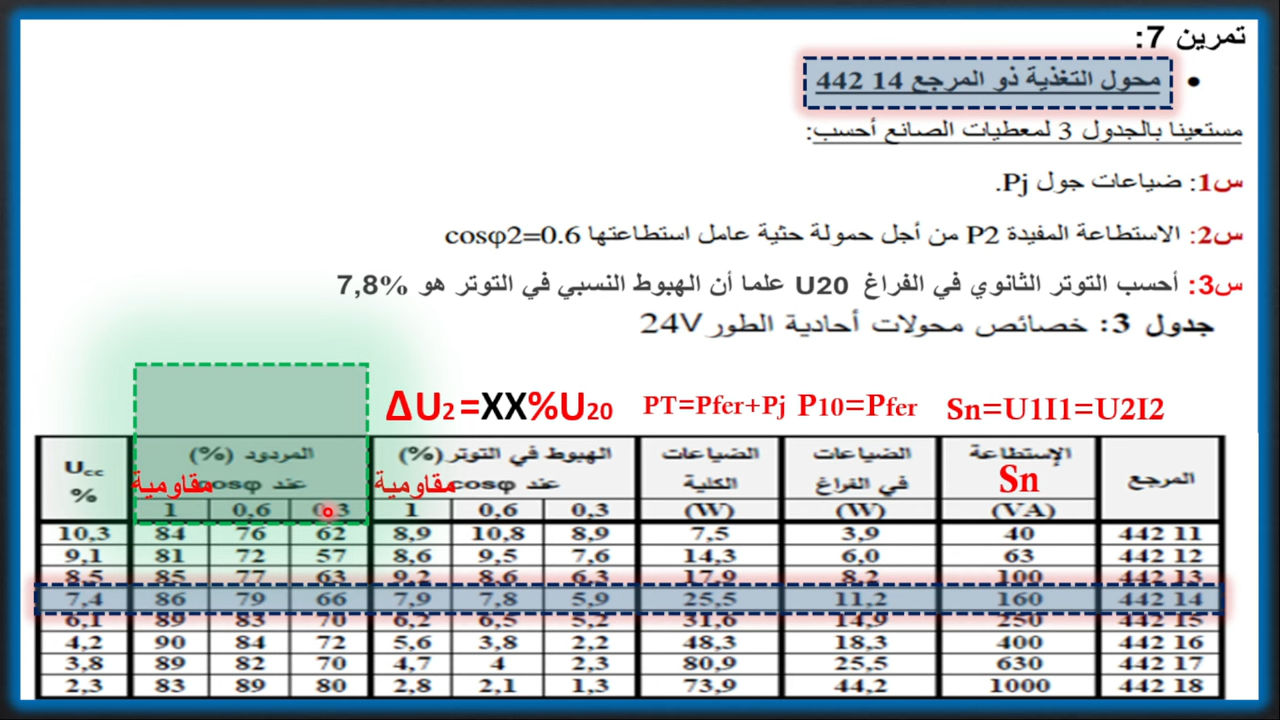 تمرين 7:
• محول التغذية ذو المرجع 14 442
مستعينا بالجدول 3 لمعطيات الصانع أحسب:
س1: ضياعات جول Pj.
س2: الاستطاعة المفيدة P2 من أجل حمولة حثية عامل استطاعتها cosφ2=0.6
س3: أحسب التوتر الثانوي في الفراغ U20 علما أن الهبوط النسبي في التوتر هو 7,8%
جدول 3: خصائص محولات أحادية الطور 24V
ΔU2=XX%U20 PT=Pfer+Pj P10=Pfer Sn=U1I1=U2I2
المرجع الإستطاعة Sn (VA) الضياعات في الفراغ (W) الضياعات الكلية (W) الهبوط في التوتر (%) عند cosφ مقاومية المردود (%) عند cosφ مقاومية Ucc %
1 0,6 0,3 1 0,6 0,3
10,3 84 76 62 8,9 10,8 8,9 7,5 3,9 40 442 11
9,1 81 72 57 8,6 9,5 7,6 14,3 6,0 63 442 12
8,5 85 77 63 9,2 8,6 6,3 17,9 8,2 100 442 13
7,4 86 79 66 7,9 7,8 5,9 25,5 11,2 160 442 14
6,1 89 83 70 6,2 6,5 5,2 31,6 14,9 250 442 15
4,2 90 84 72 5,6 3,8 2,2 48,3 18,3 400 442 16
3,8 89 82 70 4,7 4 2,3 80,9 25,5 630 442 17
2,3 83 89 80 2,8 2,1 1,3 73,9 44,2 1000 442 18